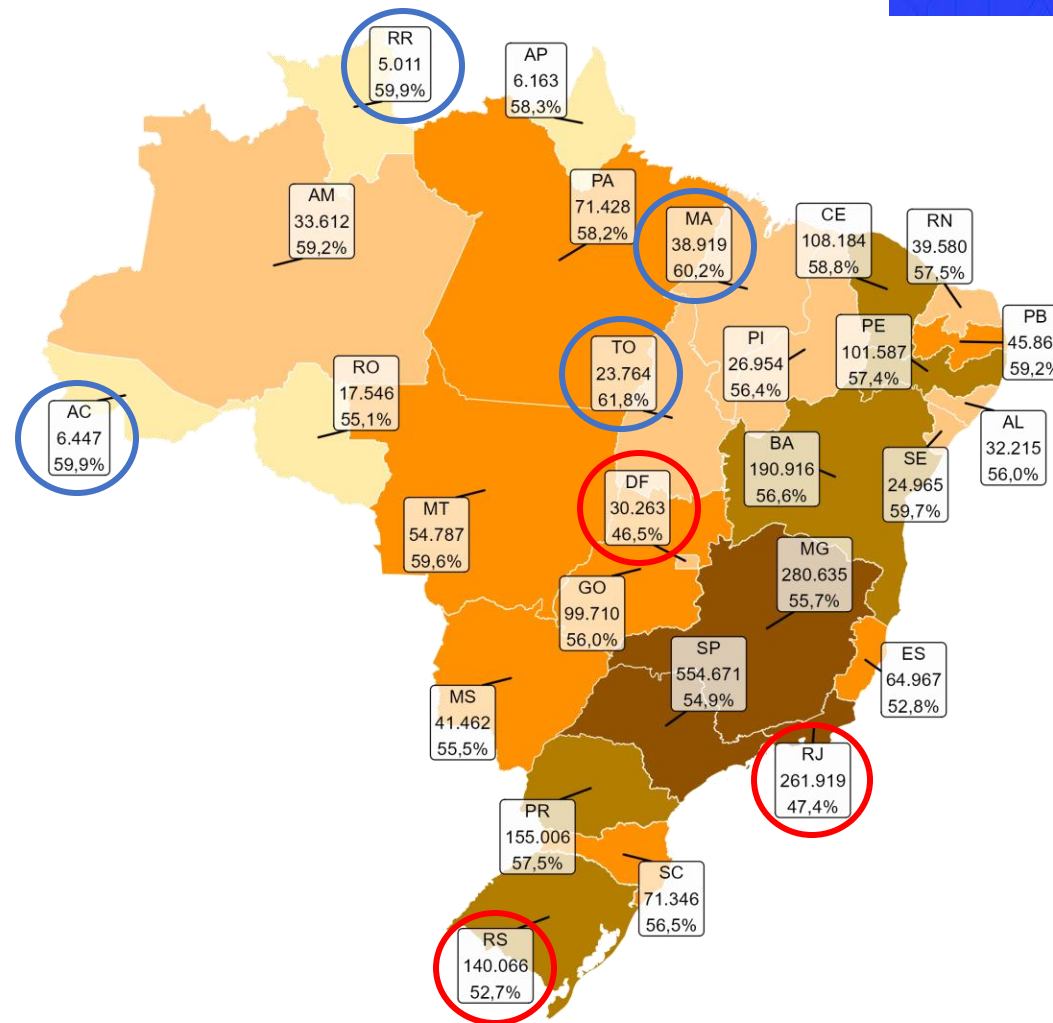 RR
5.011
59,9%
AP
6.163
58,3%
AM
33.612
59,2%
PA
71.428
58,2%
MA
38.919
60,2%
CE
108.184
58,8%
RN
39.580
57,5%
PB
45.86
59,2%
PE
101.587
57,4%
PI
26.954
56,4%
TO
23.764
61,8%
RO
17.546
55,1%
AC
6.447
59,9%
AL
32.215
56,0%
SE
24.965
59,7%
BA
190.916
56,6%
DF
30.263
46,5%
MT
54.787
59,6%
MG
280.635
55,7%
GO
99.710
56,0%
ES
64.967
52,8%
SP
554.671
54,9%
MS
41.462
55,5%
RJ
261.919
47,4%
PR
155.006
57,5%
SC
71.346
56,5%
RS
140.066
52,7%